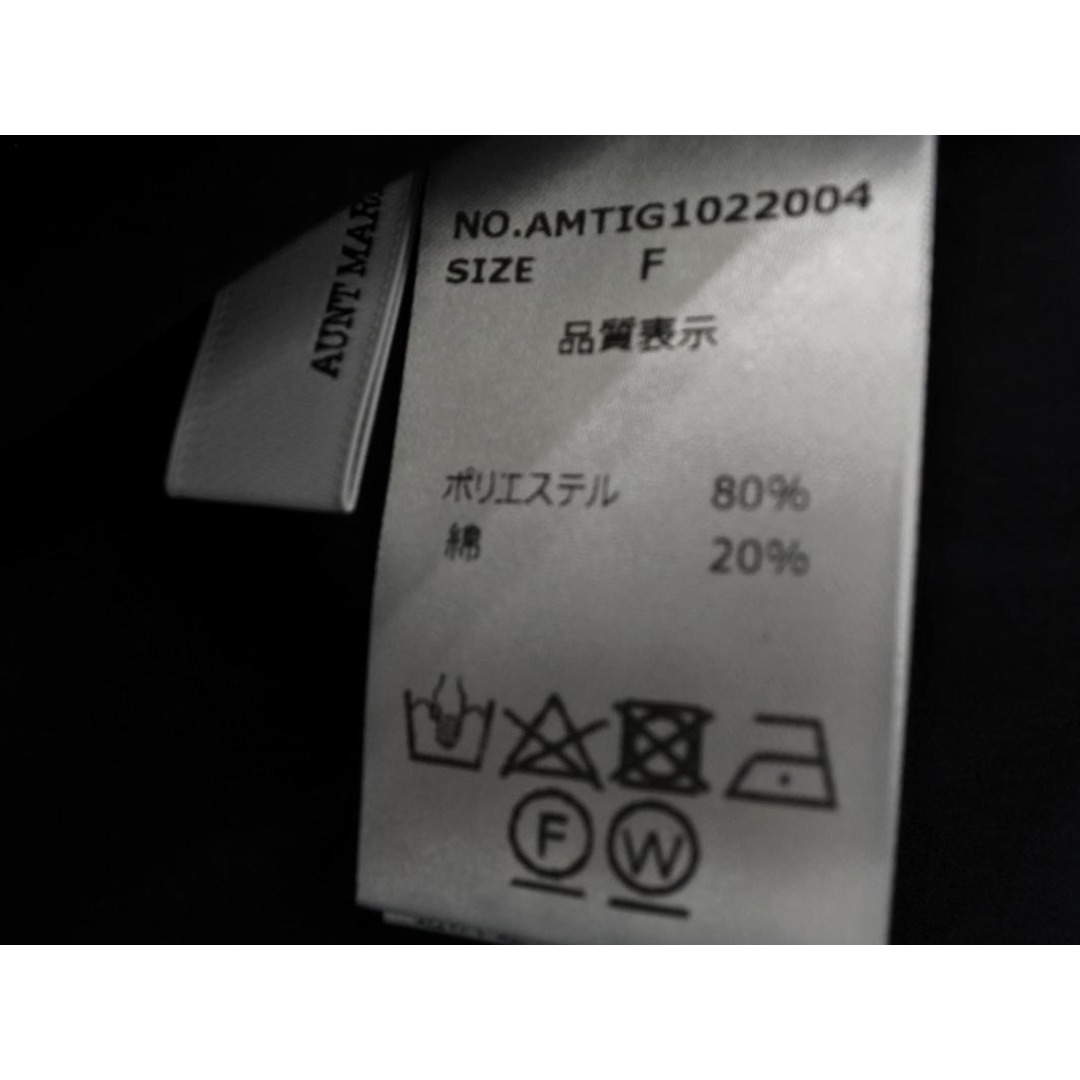 AUNT MAR
NO.AMTIG1022004
SIZE F
品質表示
ポリエステル 80%
綿 20%
F
W